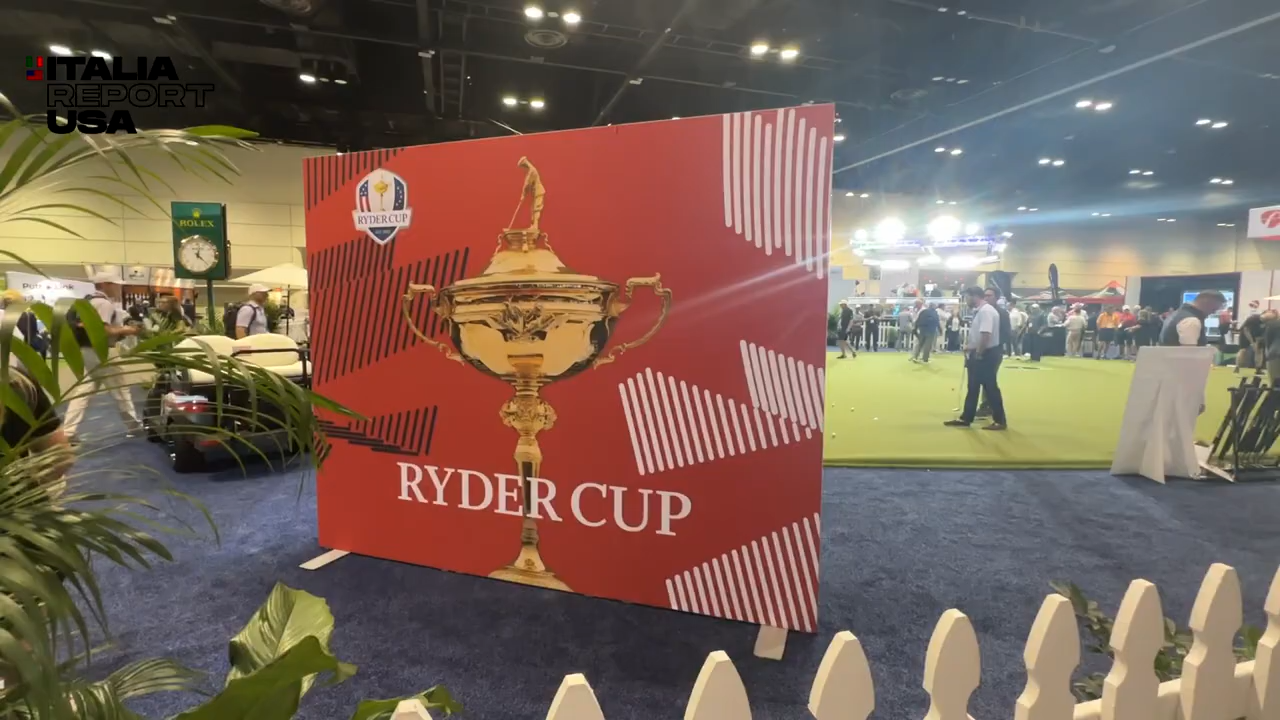 ITALIA
REPORT
USA
ROLEX
RYDER CUP
RYDER CUP